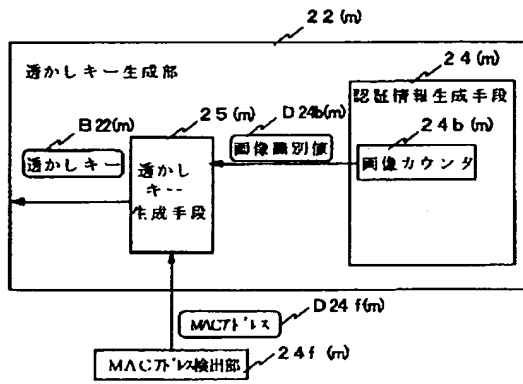 22(m)
透かしキー生成部
24(m)
認証情報生成手段
B22(m)
25(m)
D24b(m)
24b(m)
透かしキー
画像識別値
画像カウンタ
透かし
キー
生成手段
MACアドレス
D24f(m)
MACアドレス検出部
24f(m)